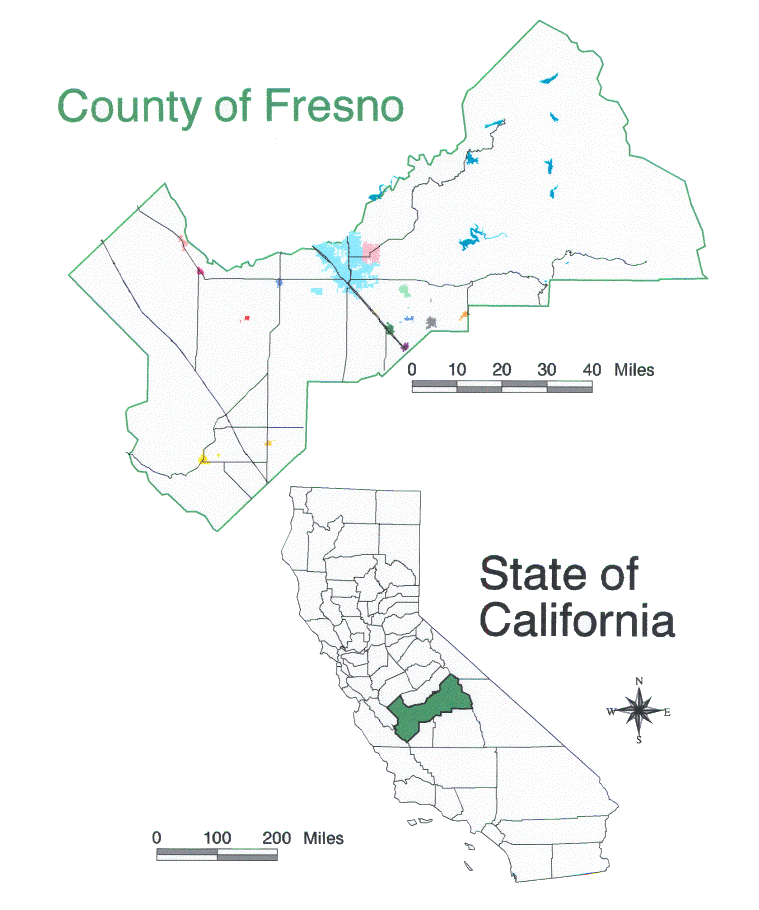 County of Fresno
0 10 20 30 40 Miles
State of
California
N
W E
S
0 100 200 Miles